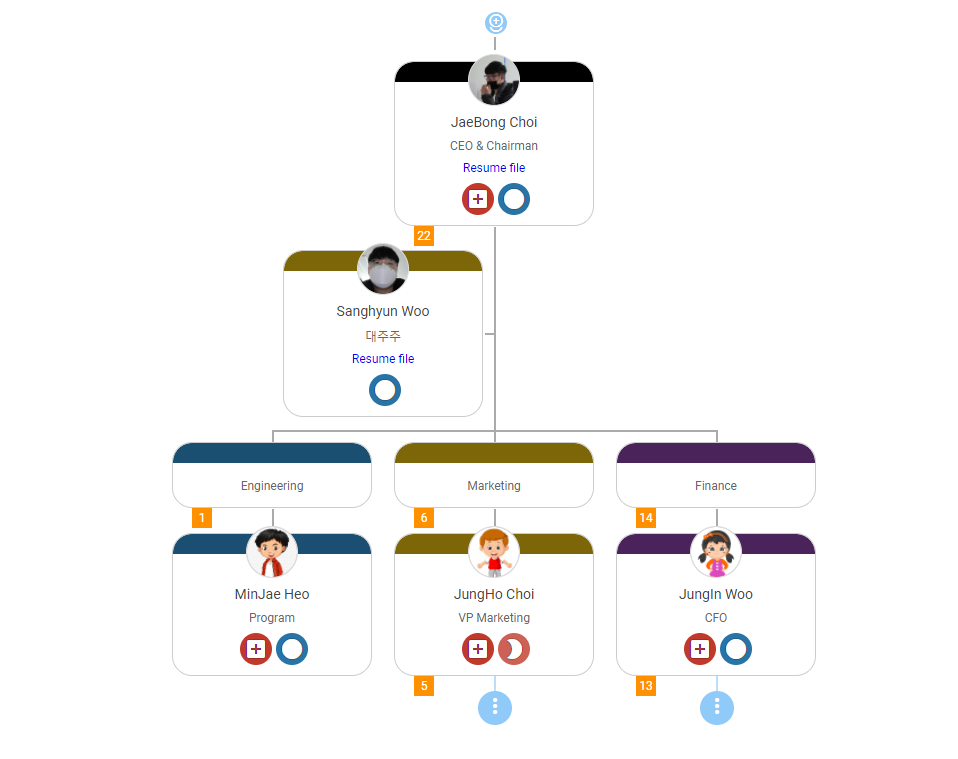 JaeBong Choi
CEO & Chairman
Resume file
22
Sanghyun Woo
대주주
Resume file
Engineering
Marketing
Finance
1
6
14
MinJae Heo
Program
JungHo Choi
VP Marketing
JungIn Woo
CFO
5
13